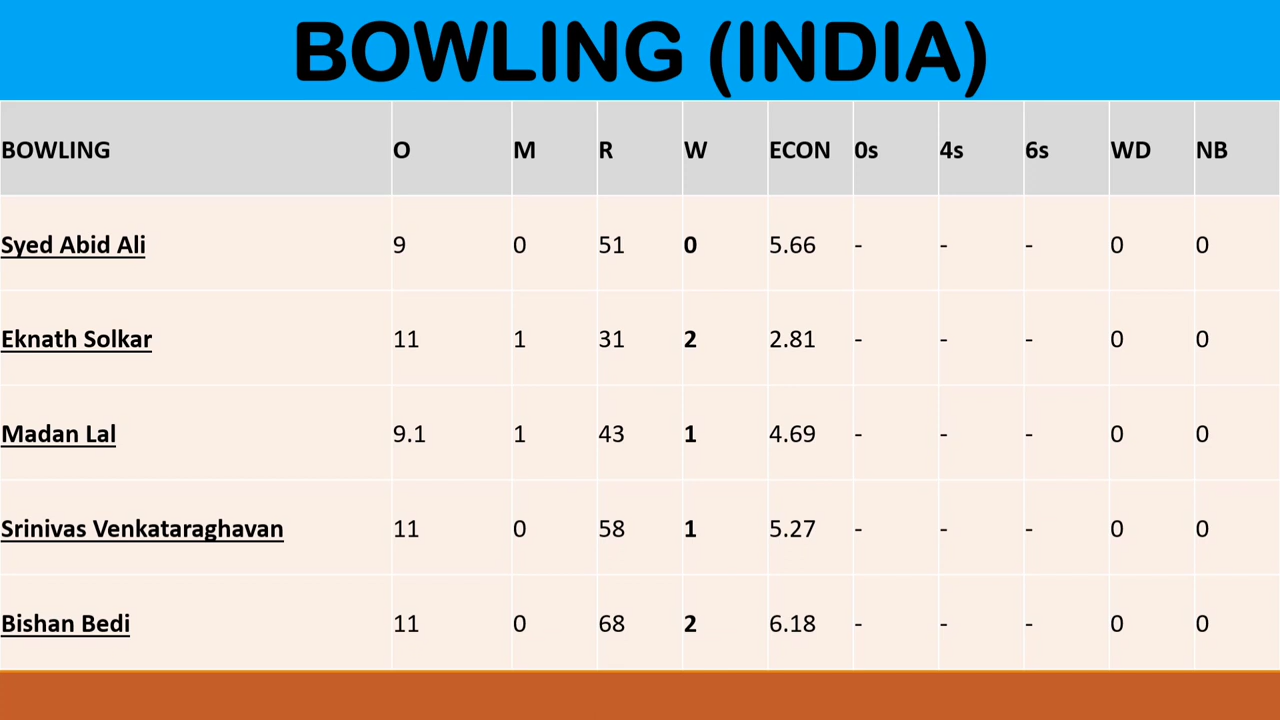 BOWLING (INDIA)
BOWLING O M R W ECON 0s 4s 6s WD NB
Syed Abid Ali 9 0 51 0 5.66 - - - 0 0
Eknath Solkar 11 1 31 2 2.81 - - - 0 0
Madan Lal 9.1 1 43 1 4.69 - - - 0 0
Srinivas Venkataraghavan 11 0 58 1 5.27 - - - 0 0
Bishan Bedi 11 0 68 2 6.18 - - - 0 0